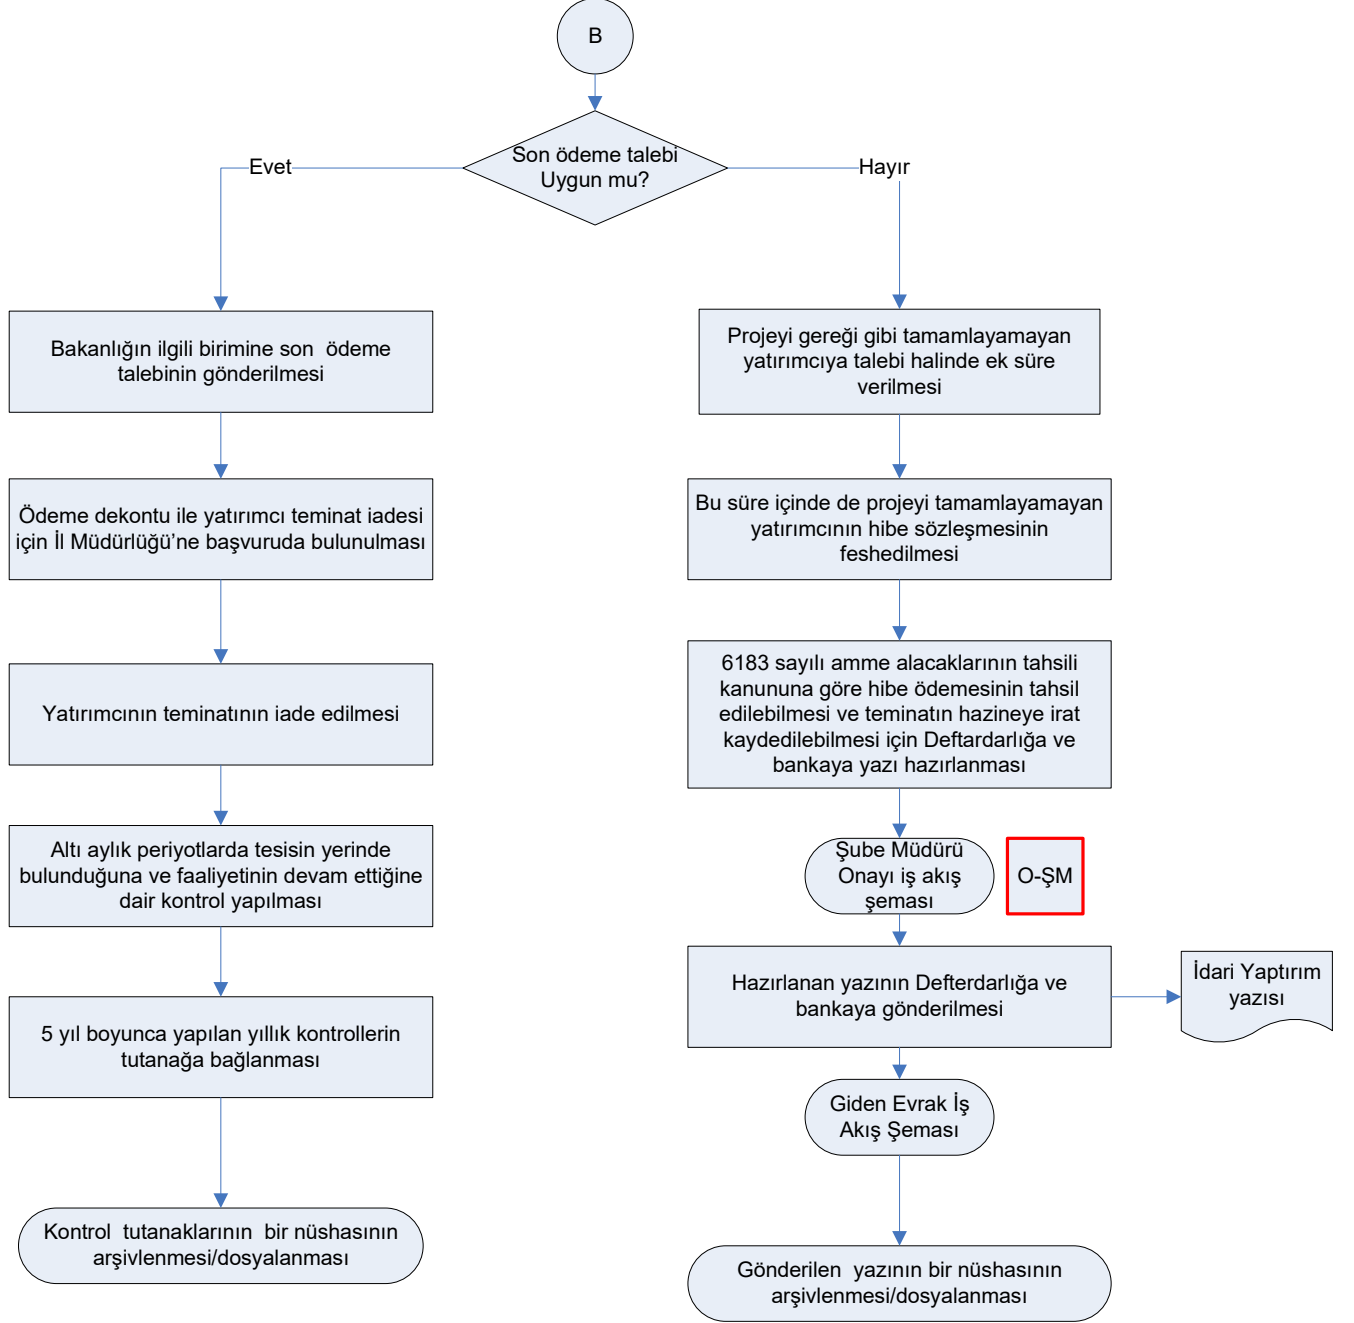 B
Son ödeme talebi
Uygun mu?
Evet
Hayır
Bakanlığın ilgili birimine son  ödeme
talebinin gönderilmesi
Ödeme dekontu ile yatırımcı teminat iadesi
için İl Müdürlüğü’ne başvuruda bulunulması
Yatırımcının teminatının iade edilmesi
Altı aylık periyotlarda tesisin yerinde
bulunduğuna ve faaliyetinin devam ettiğine
dair kontrol yapılması
5 yıl boyunca yapılan yıllık kontrollerin
tutanağa bağlanması
Kontrol  tutanaklarının  bir nüshasının
arşivlenmesi/dosyalanması
Projeyi gereği gibi tamamlayamayan
yatırımcıya talebi halinde ek süre
verilmesi
Bu süre içinde de projeyi tamamlayamayan
yatırımcının hibe sözleşmesinin
feshedilmesi
6183 sayılı amme alacaklarının tahsili
kanununa göre hibe ödemesinin tahsil
edilebilmesi ve teminatın hazineye irat
kaydedilebilmesi için Deftardarlığa ve
bankaya yazı hazırlanması
Şube Müdürü
Onayı iş akış
şeması
O-ŞM
Hazırlanan yazının Defterdarlığa ve
bankaya gönderilmesi
İdari Yaptırım
yazısı
Giden Evrak İş
Akış Şeması
Gönderilen  yazının bir nüshasının
arşivlenmesi/dosyalanması